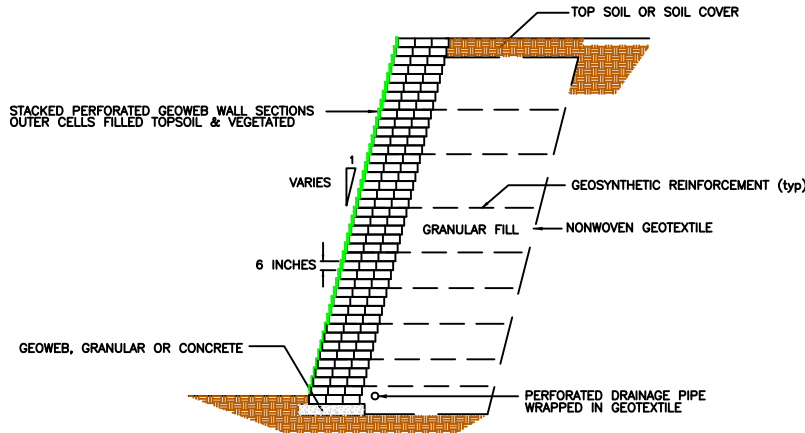 TOP SOIL OR SOIL COVER
STACKED PERFORATED GEOWEB WALL SECTIONS
OUTER CELLS FILLED TOPSOIL & VEGETATED
1
VARIES
GEOSYNTHETIC REINFORCEMENT (typ)
GRANULAR FILL
NONWOVEN GEOTEXTILE
6 INCHES
GEOWEB, GRANULAR OR CONCRETE
PERFORATED DRAINAGE PIPE
WRAPPED IN GEOTEXTILE